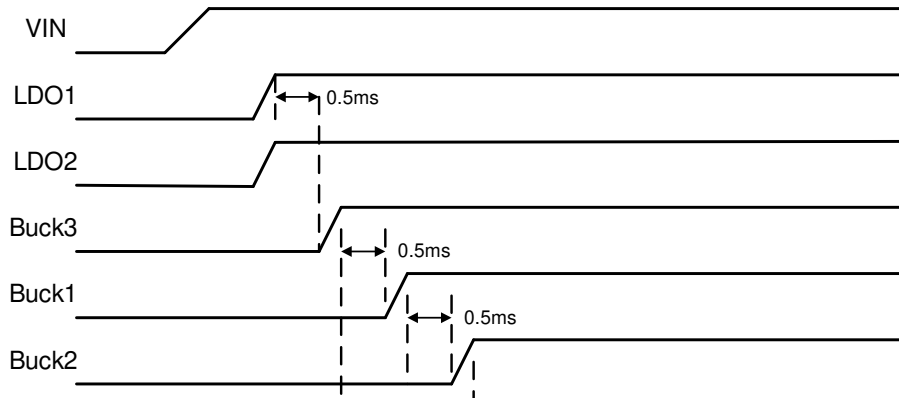 VIN
LDO1
0.5ms
LDO2
Buck3
0.5ms
Buck1
0.5ms
Buck2